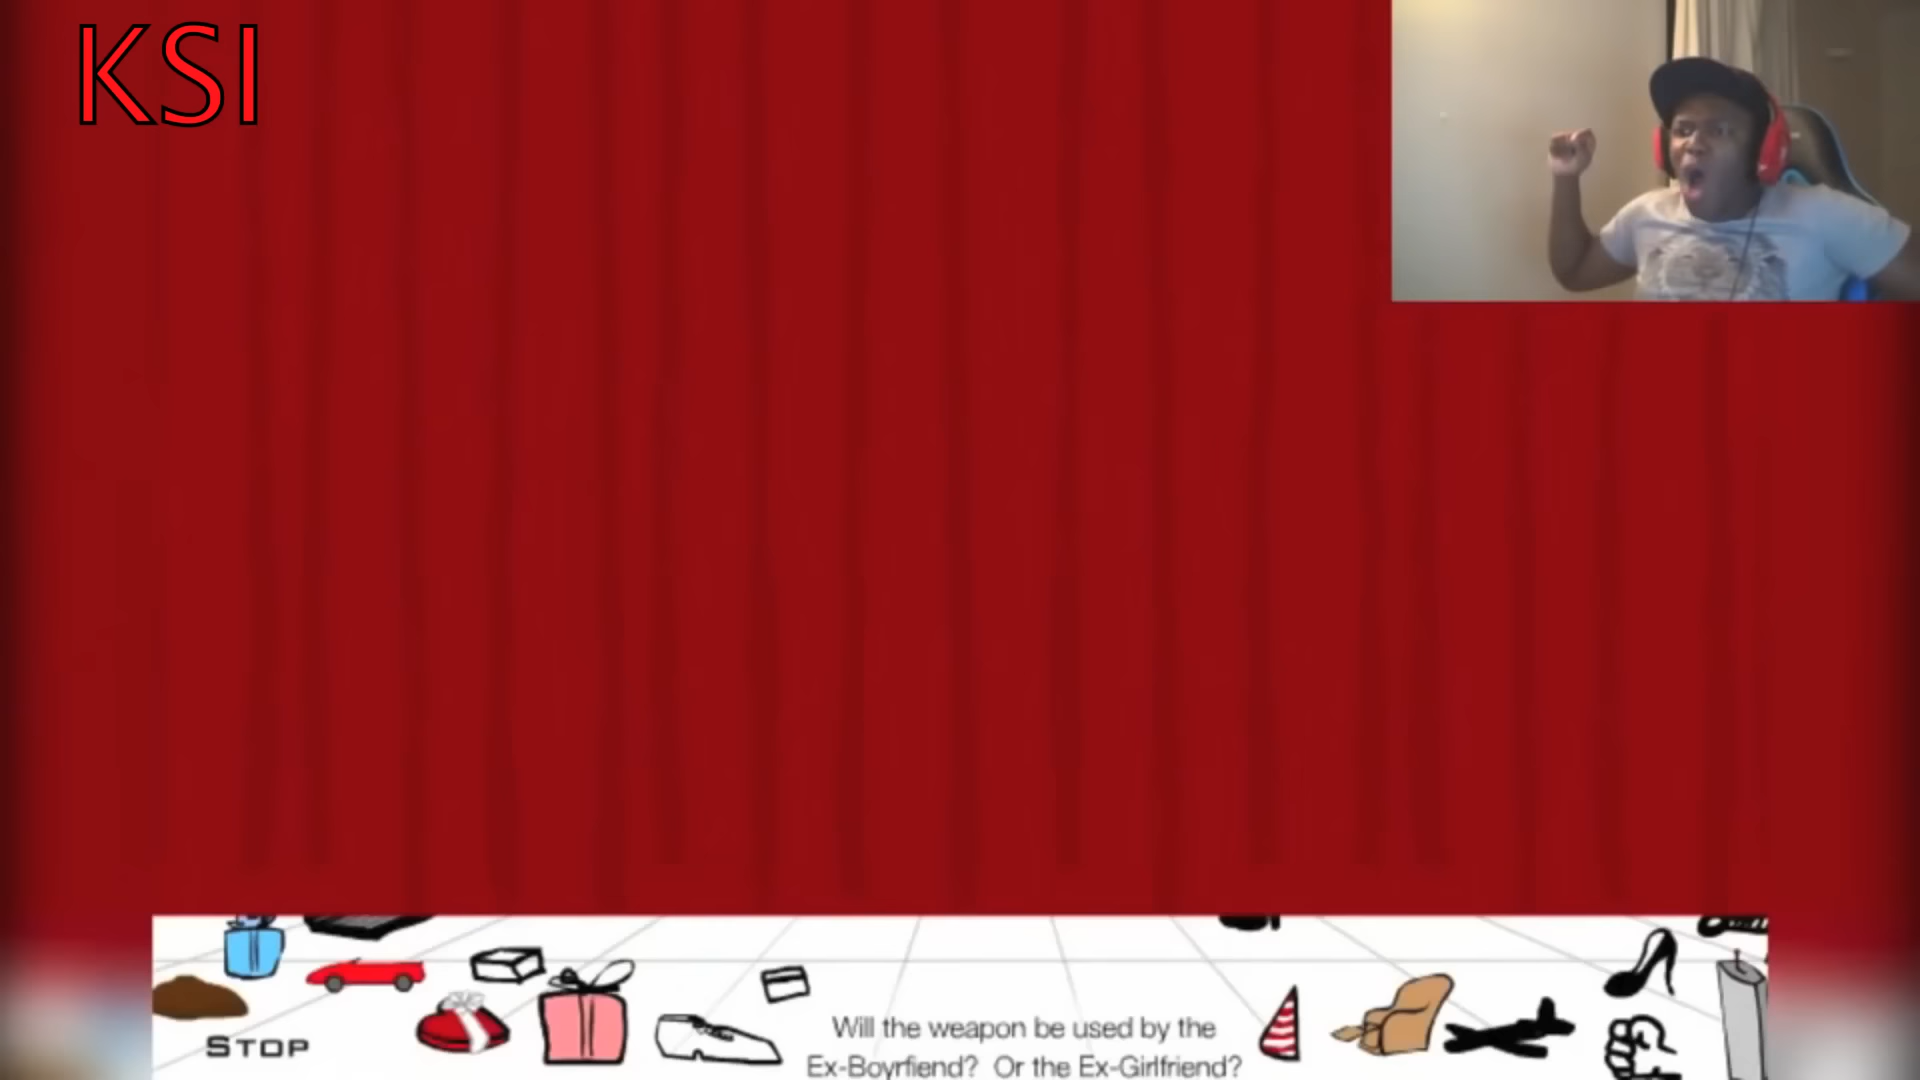 KSI
STOP
Will the weapon be used by the
Ex-Boyrfiend? Or the Ex-Girlfriend?